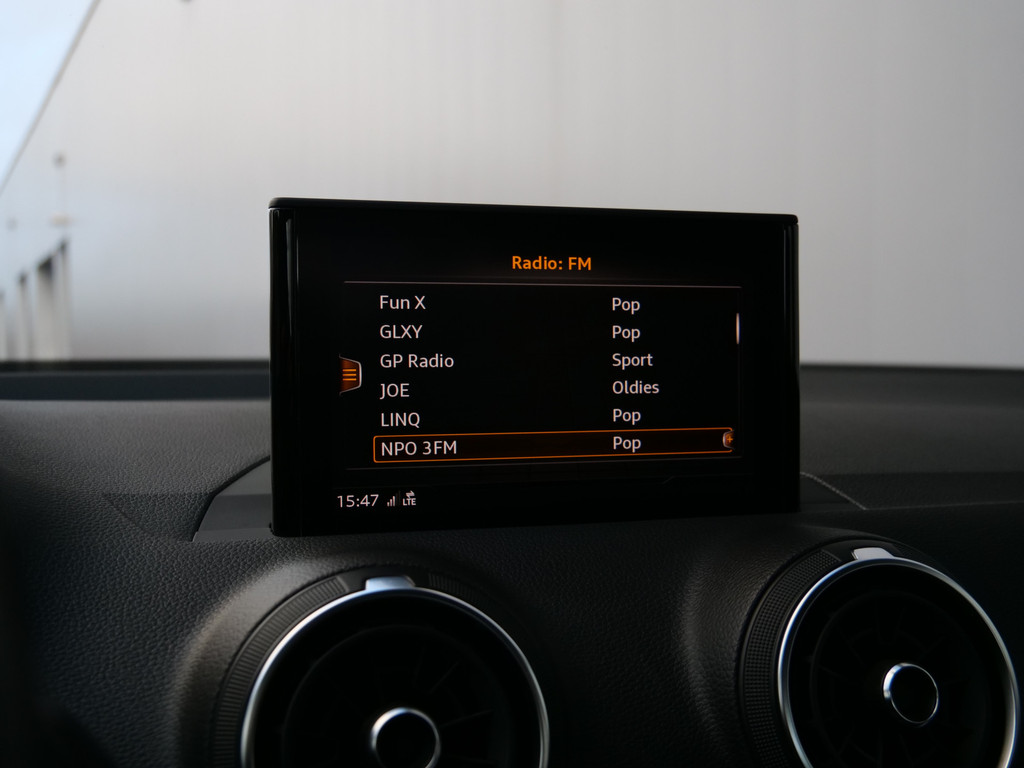 Radio: FM
Fun X Pop
GLXY Pop
GP Radio Sport
JOE Oldies
LINQ Pop
NPO 3FM Pop
15:47 LTE